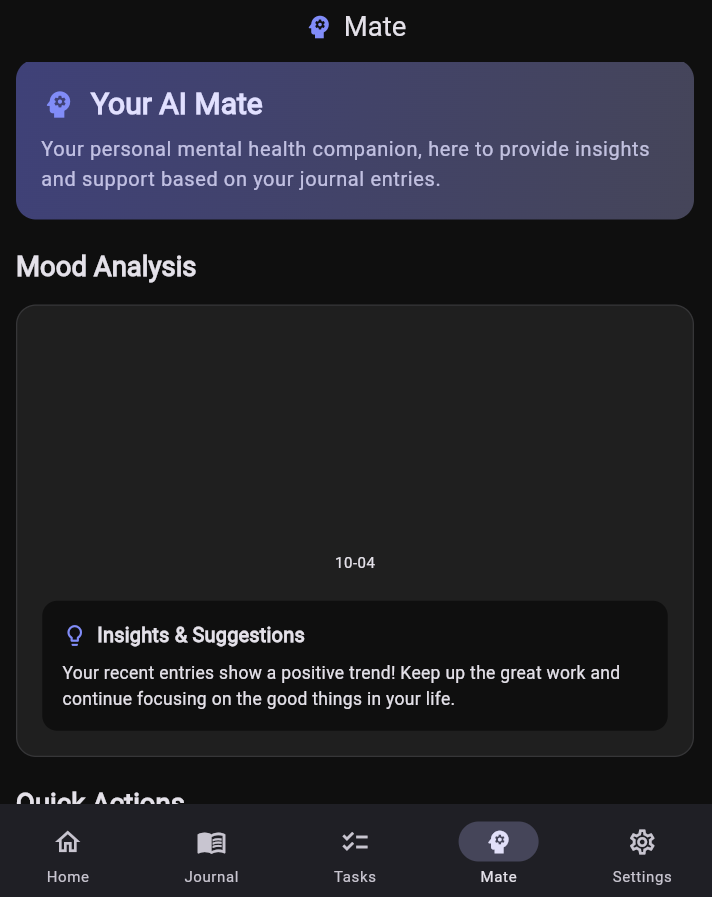 Mate
Your AI Mate
Your personal mental health companion, here to provide insights
and support based on your journal entries.
Mood Analysis
10-04
Insights & Suggestions
Your recent entries show a positive trend! Keep up the great work and
continue focusing on the good things in your life.
Quick Actions
Home
Journal
Tasks
Mate
Settings